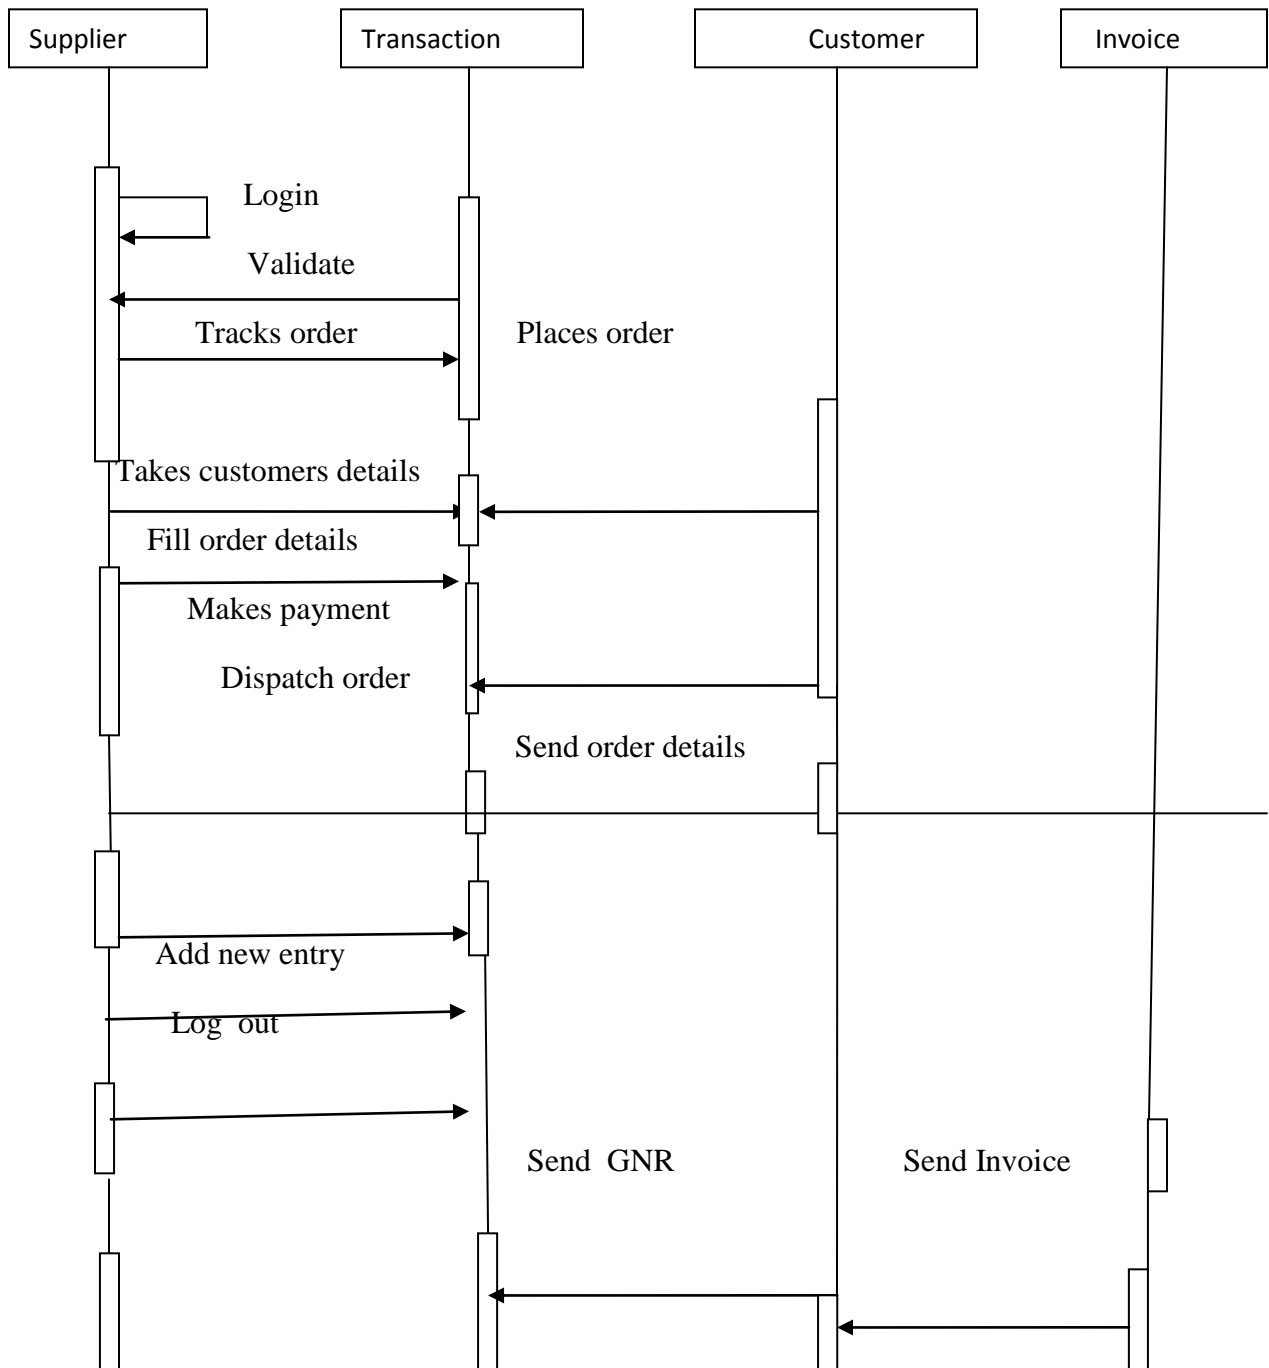 Supplier
Transaction
Customer
Invoice
Login
Validate
Tracks order
Places order
Takes customers details
Fill order details
Makes payment
Dispatch order
Send order details
Add new entry
Log out
Send GNR
Send Invoice